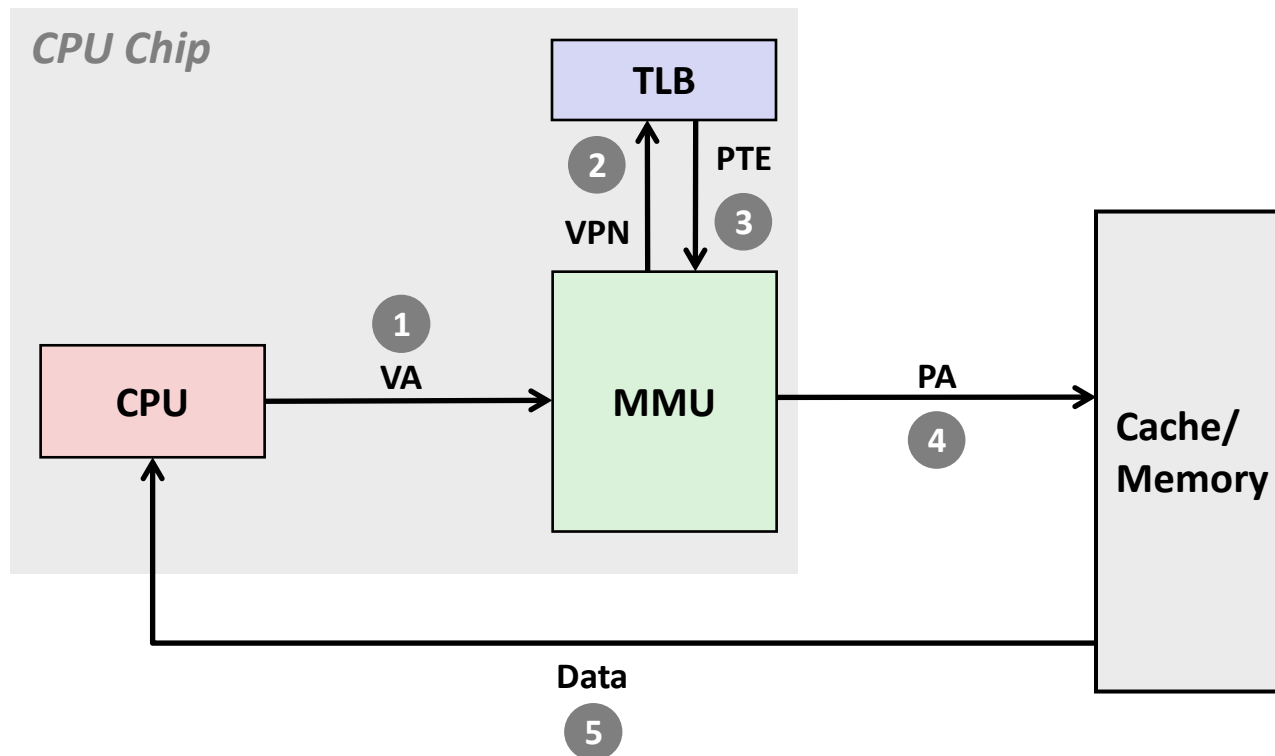 CPU Chip
TLB
2
PTE
3
VPN
1
VA
CPU
MMU
PA
4
Cache/
Memory
Data
5